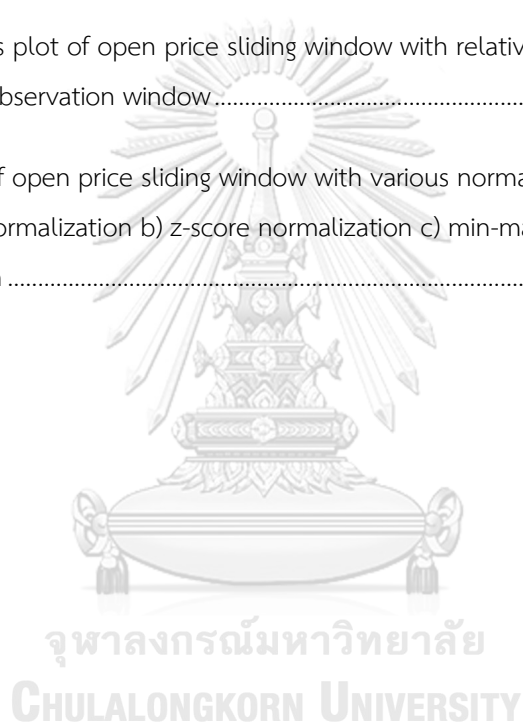 s plot of open price sliding window with relativ
bservation window ........................................................
f open price sliding window with various norma
ormalization b) z-score normalization c) min-ma
...............................................................................................
จุฬาลงกรณ์มหาวิทยาลัย
CHULALONGKORN UNIVERSITY